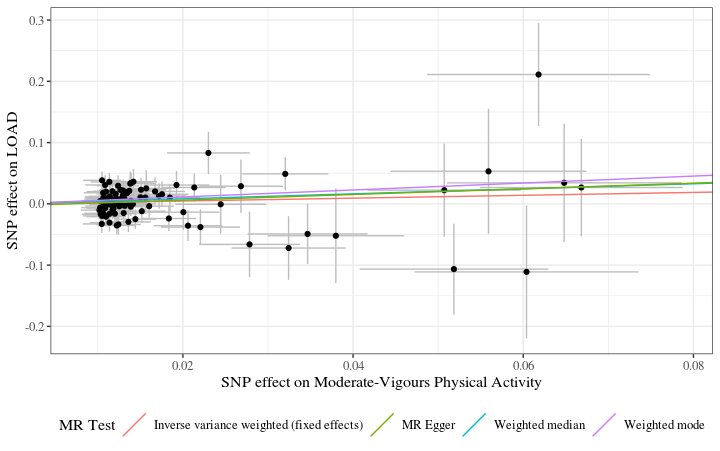 0.3
0.2
0.1
0.0
-0.1
-0.2
SNP effect on LOAD
0.02
0.04
0.06
0.08
SNP effect on Moderate-Vigours Physical Activity
MR Test
Inverse variance weighted (fixed effects)
MR Egger
Weighted median
Weighted mode